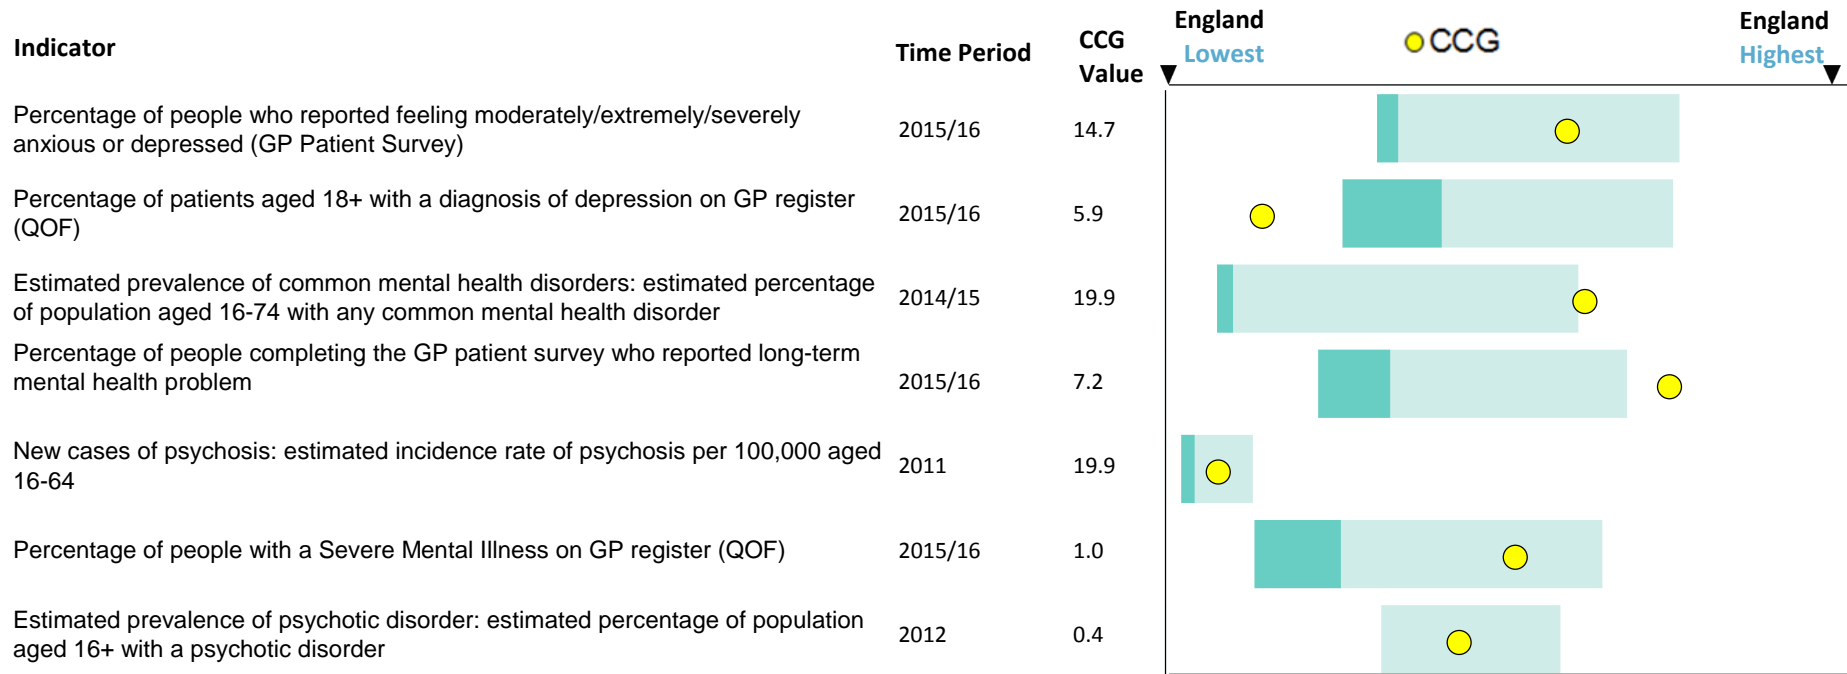 Indicator
Time Period
CCG
Value
England
Lowest
CCG
England
Highest
Percentage of people who reported feeling moderately/extremely/severely
anxious or depressed (GP Patient Survey)
2015/16
14.7
Percentage of patients aged 18+ with a diagnosis of depression on GP register
(QOF)
2015/16
5.9
Estimated prevalence of common mental health disorders: estimated percentage
of population aged 16-74 with any common mental health disorder
2014/15
19.9
Percentage of people completing the GP patient survey who reported long-term
mental health problem
2015/16
7.2
New cases of psychosis: estimated incidence rate of psychosis per 100,000 aged
16-64
2011
19.9
Percentage of people with a Severe Mental Illness on GP register (QOF)
2015/16
1.0
Estimated prevalence of psychotic disorder: estimated percentage of population
aged 16+ with a psychotic disorder
2012
0.4